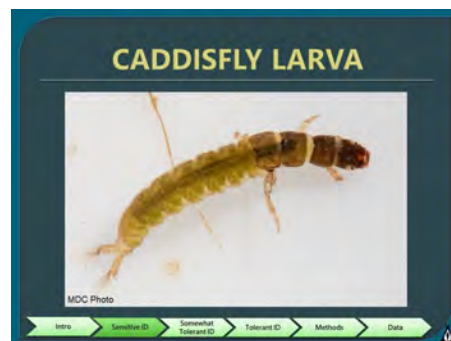 CADDISFLY LARVA
MDC Photo
Intro
Sensitive ID
Somewhat
Tolerant ID
Tolerant ID
Methods
Data